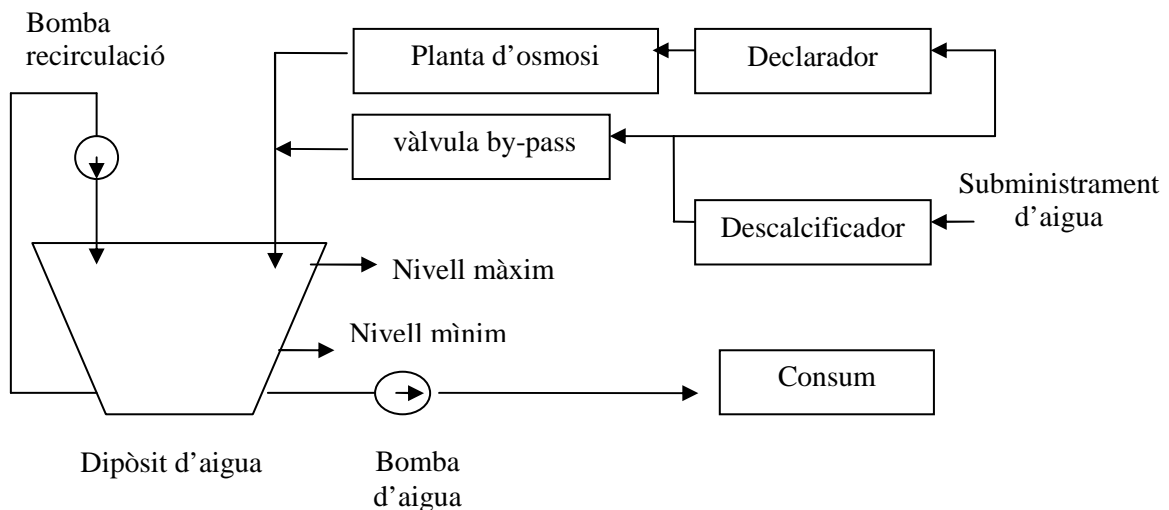 Bomba
recirculació
Planta d’osmosi
Declarador
vàlvula by-pass
Subministrament
d’aigua
Descalcificador
Nivell màxim
Nivell mìnim
Consum
Dipòsit d’aigua
Bomba
d’aigua